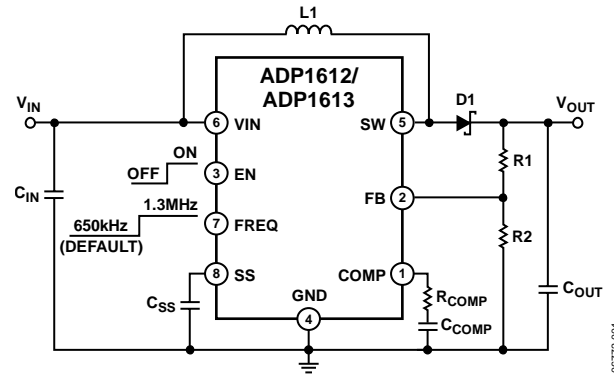 L1
ADP1612/
ADP1613
VIN
VOUT
D1
6 VIN
SW 5
ON
OFF
3 EN
R1
CIN
1.3MHz
FB 2
650kHz
(DEFAULT)
7 FREQ
R2
8 SS
COMP 1
CSS
GND
4
RCOMP
CCOMP
COUT